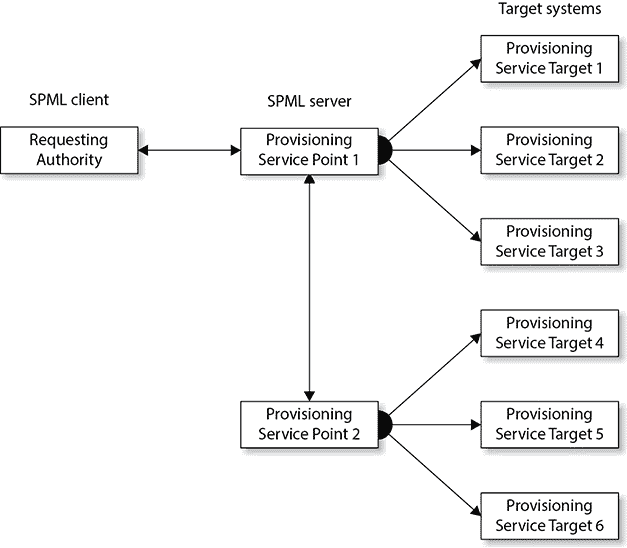 Target systems
Provisioning
Service Target 1
SPML client
SPML server
Requesting
Authority
Provisioning
Service Point 1
Provisioning
Service Target 2
Provisioning
Service Target 3
Provisioning
Service Target 4
Provisioning
Service Point 2
Provisioning
Service Target 5
Provisioning
Service Target 6